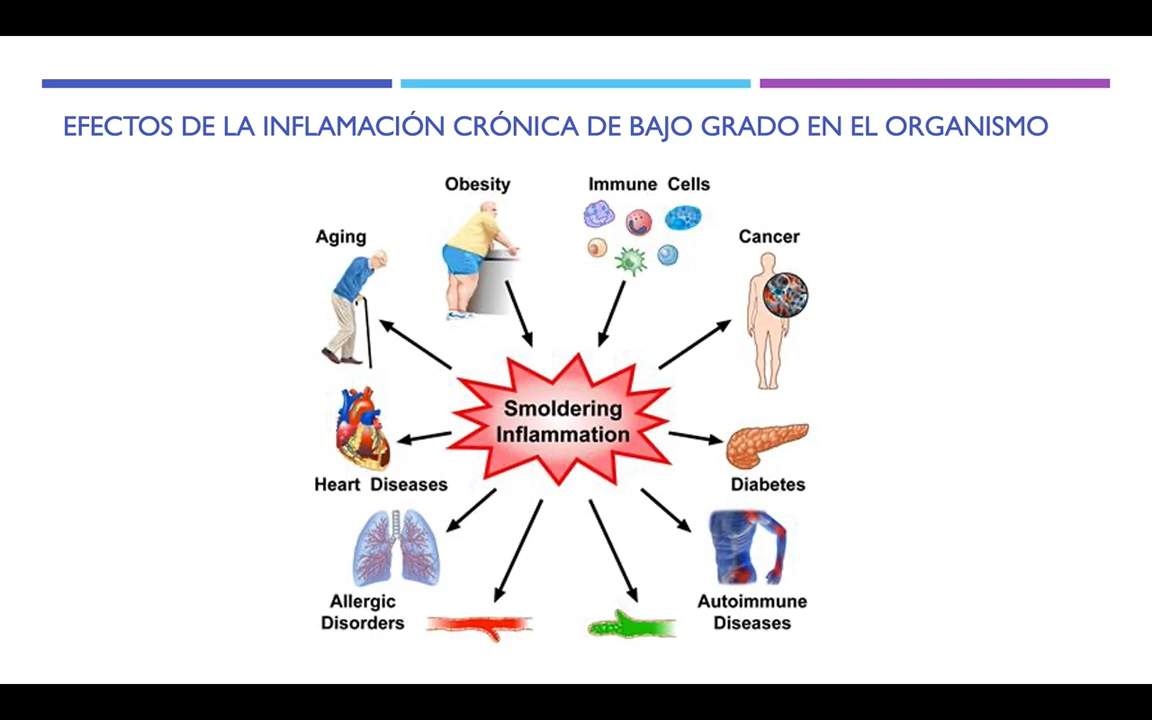 EFECTOS DE LA INFLAMACIÓN CRÓNICA DE BAJO GRADO EN EL ORGANISMO
Obesity
Immune Cells
Aging
Cancer
Smoldering
Inflammation
Heart Diseases
Diabetes
Allergic
Disorders
Autoimmune
Diseases